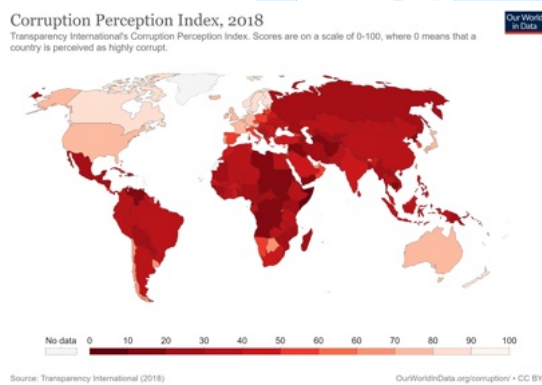 Corruption Perception Index, 2018
Our World
in Data
Transparency International's Corruption Perception Index. Scores are on a scale of 0-100, where 0 means that a
country is perceived as highly corrupt.
No data 0 10 20 30 40 50 60 70 80 90 100
Source: Transparency International (2018) OurWorldInData.org/corruption/ • CC BY